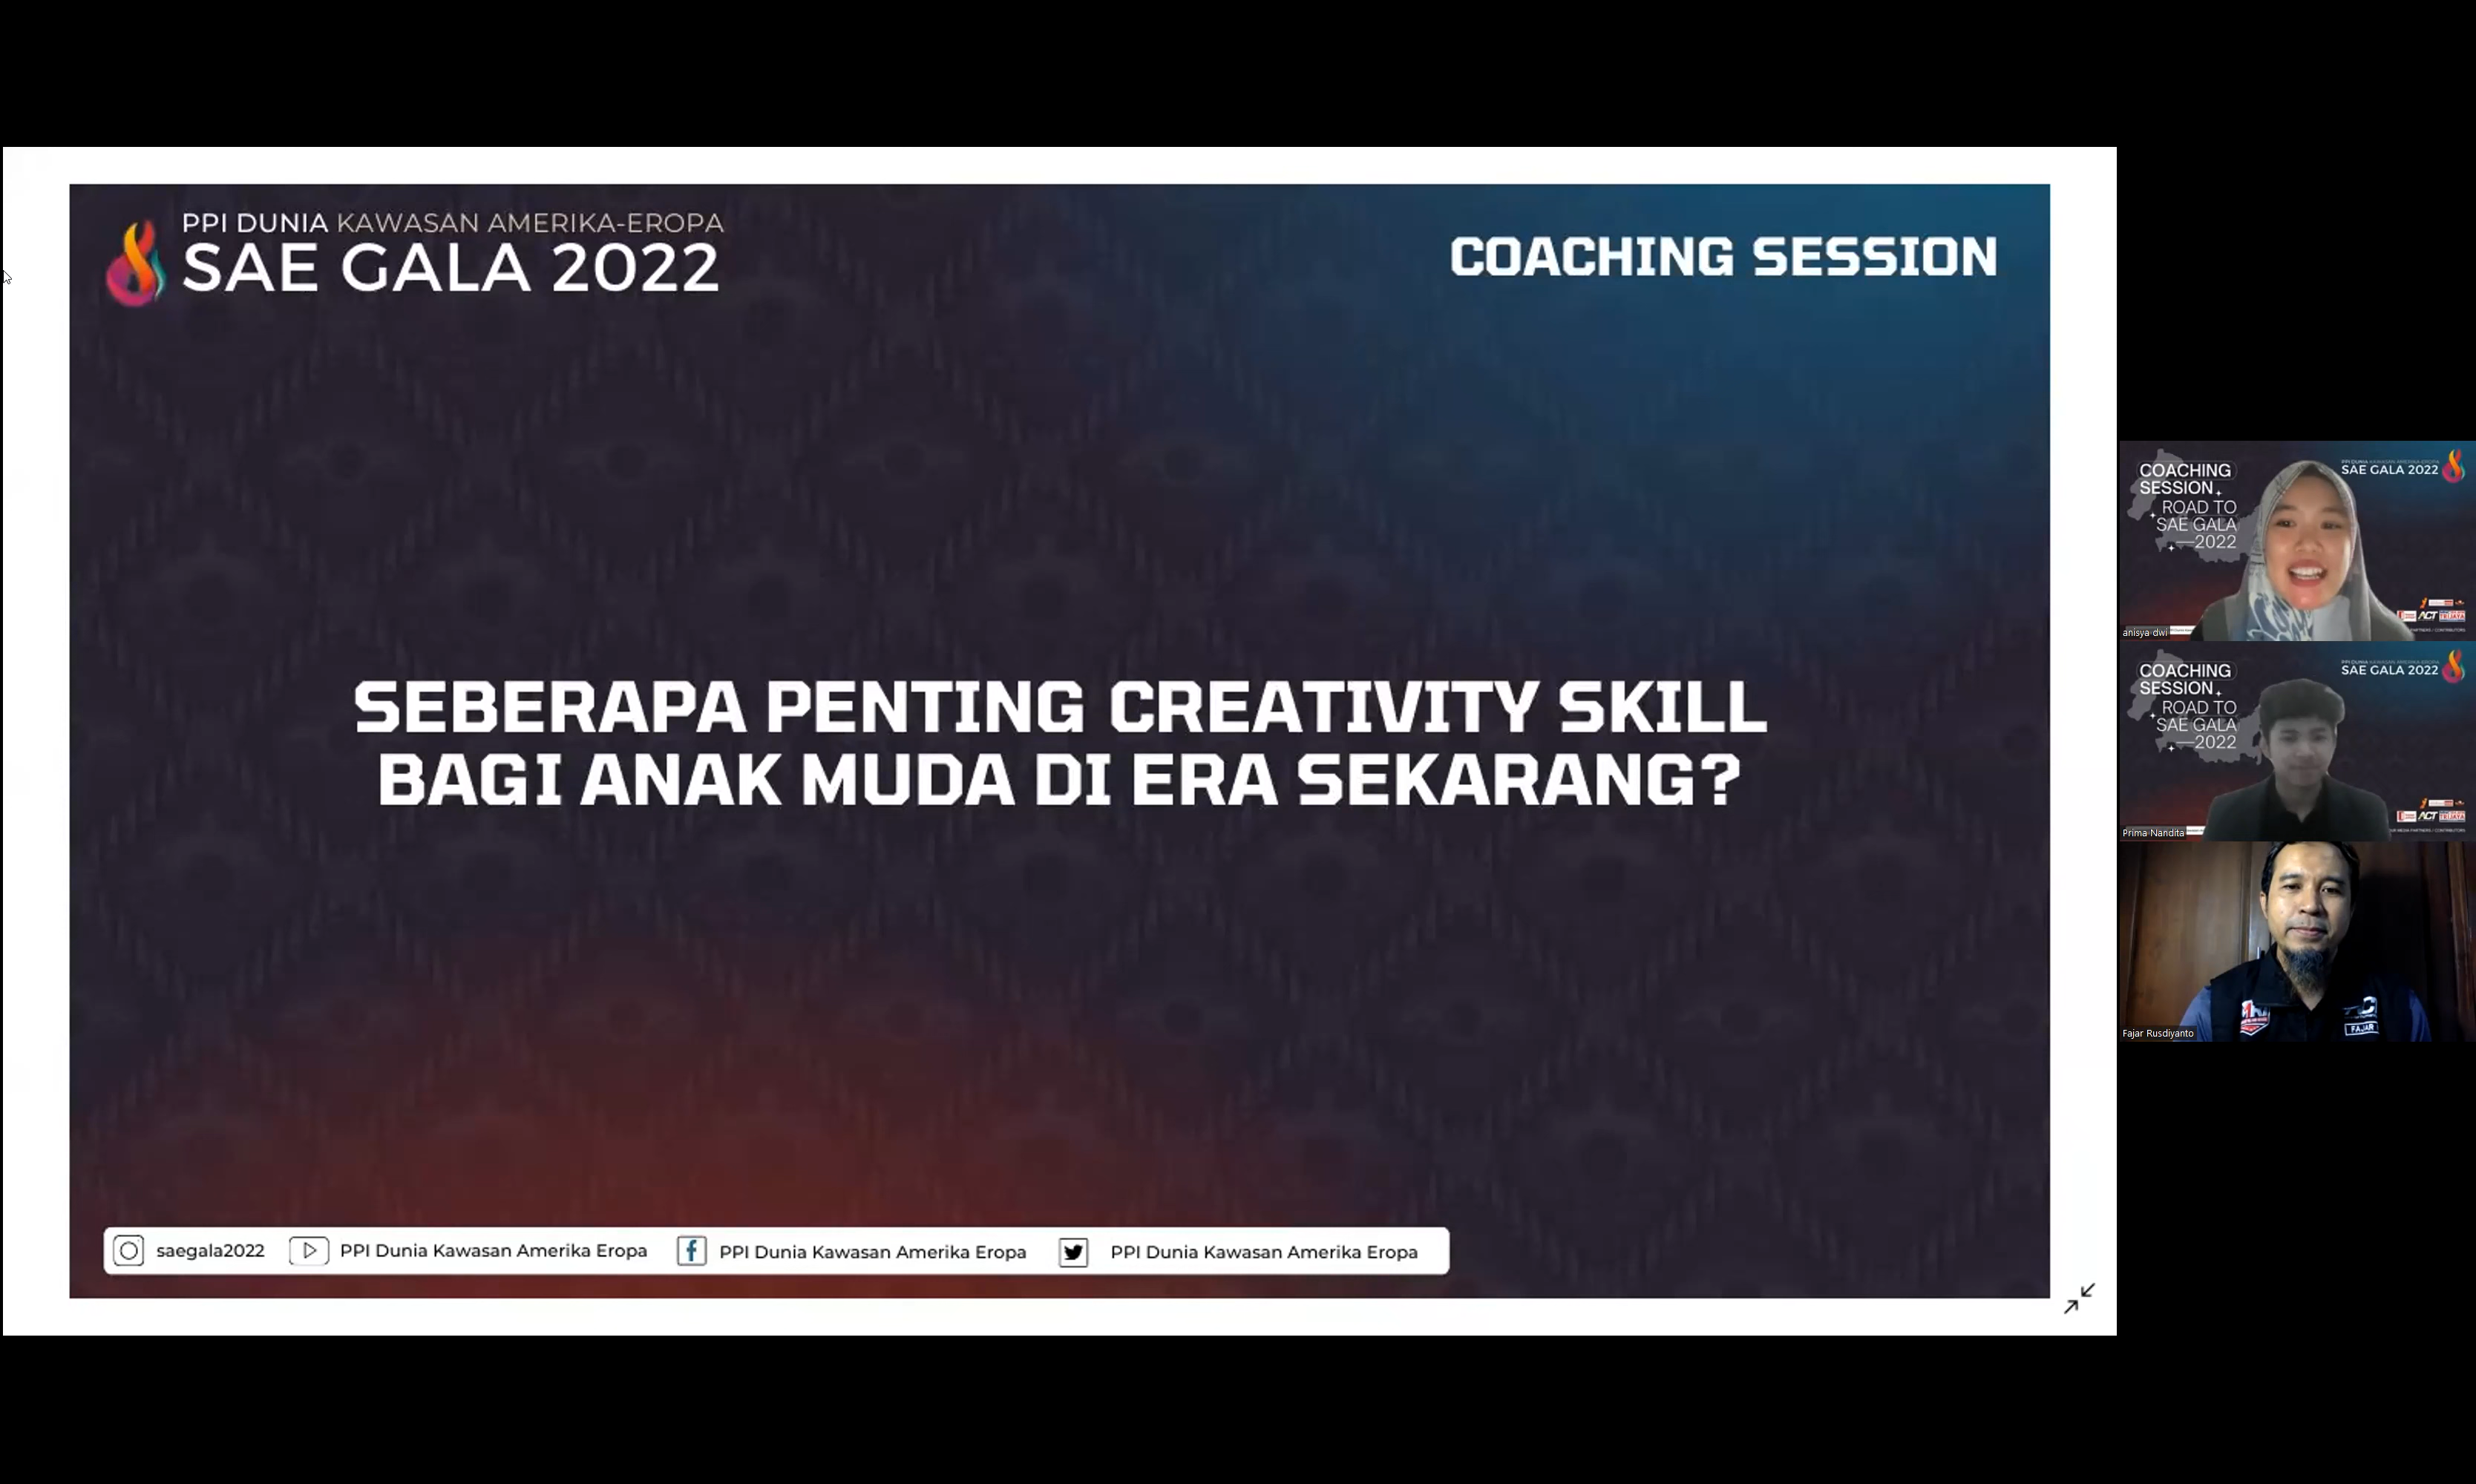 PPI DUNIA KAWASAN AMERIKA-EROPA
SAE GALA 2022
COACHING SESSION
SEBERAPA PENTING CREATIVITY SKILL
BAGI ANAK MUDA DI ERA SEKARANG?
saegala2022
PPI Dunia Kawasan Amerika Eropa
PPI Dunia Kawasan Amerika Eropa
PPI Dunia Kawasan Amerika Eropa
COACHING
SESSION
ROAD TO
SAE GALA
—2022
SAE GALA 2022
ACT
anisya dwi
COACHING
SESSION
ROAD TO
SAE GALA
—2022
SAE GALA 2022
ACT
Prima Nandita
FAJAR
Fajar Rusdiyanto